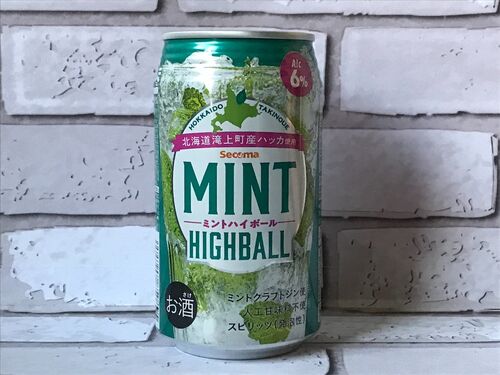 Alc
6%
HOKKAIDO TAKINOUE
北海道滝上町産ハッカ使用
Secoma
MINT
ミントハイボール
HIGHBALL
ミントクラフトジン使
人工甘味料不使
スピリッツ(発泡性)
さけ
お酒